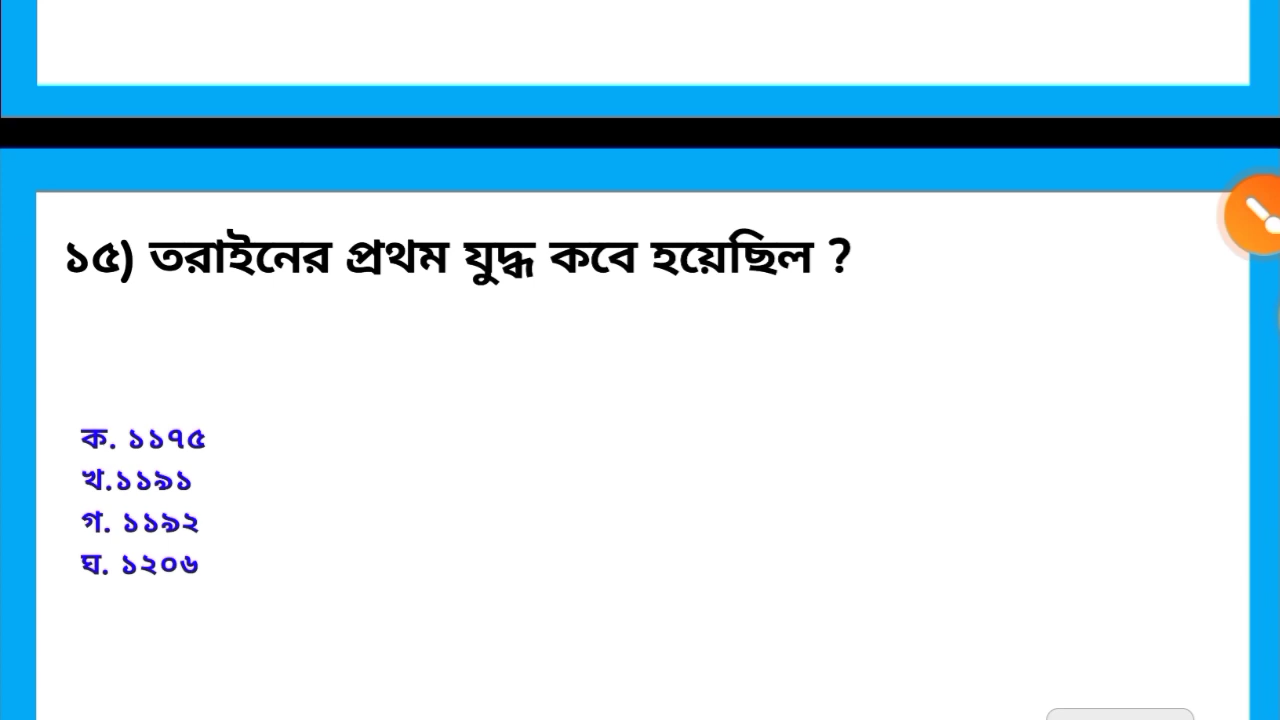 ১৫) তরাইনের প্রথম যুদ্ধ কবে হয়েছিল ?
ক. ১১৭৫
খ.১১৯১
গ. ১১৯২
ঘ. ১২০৬